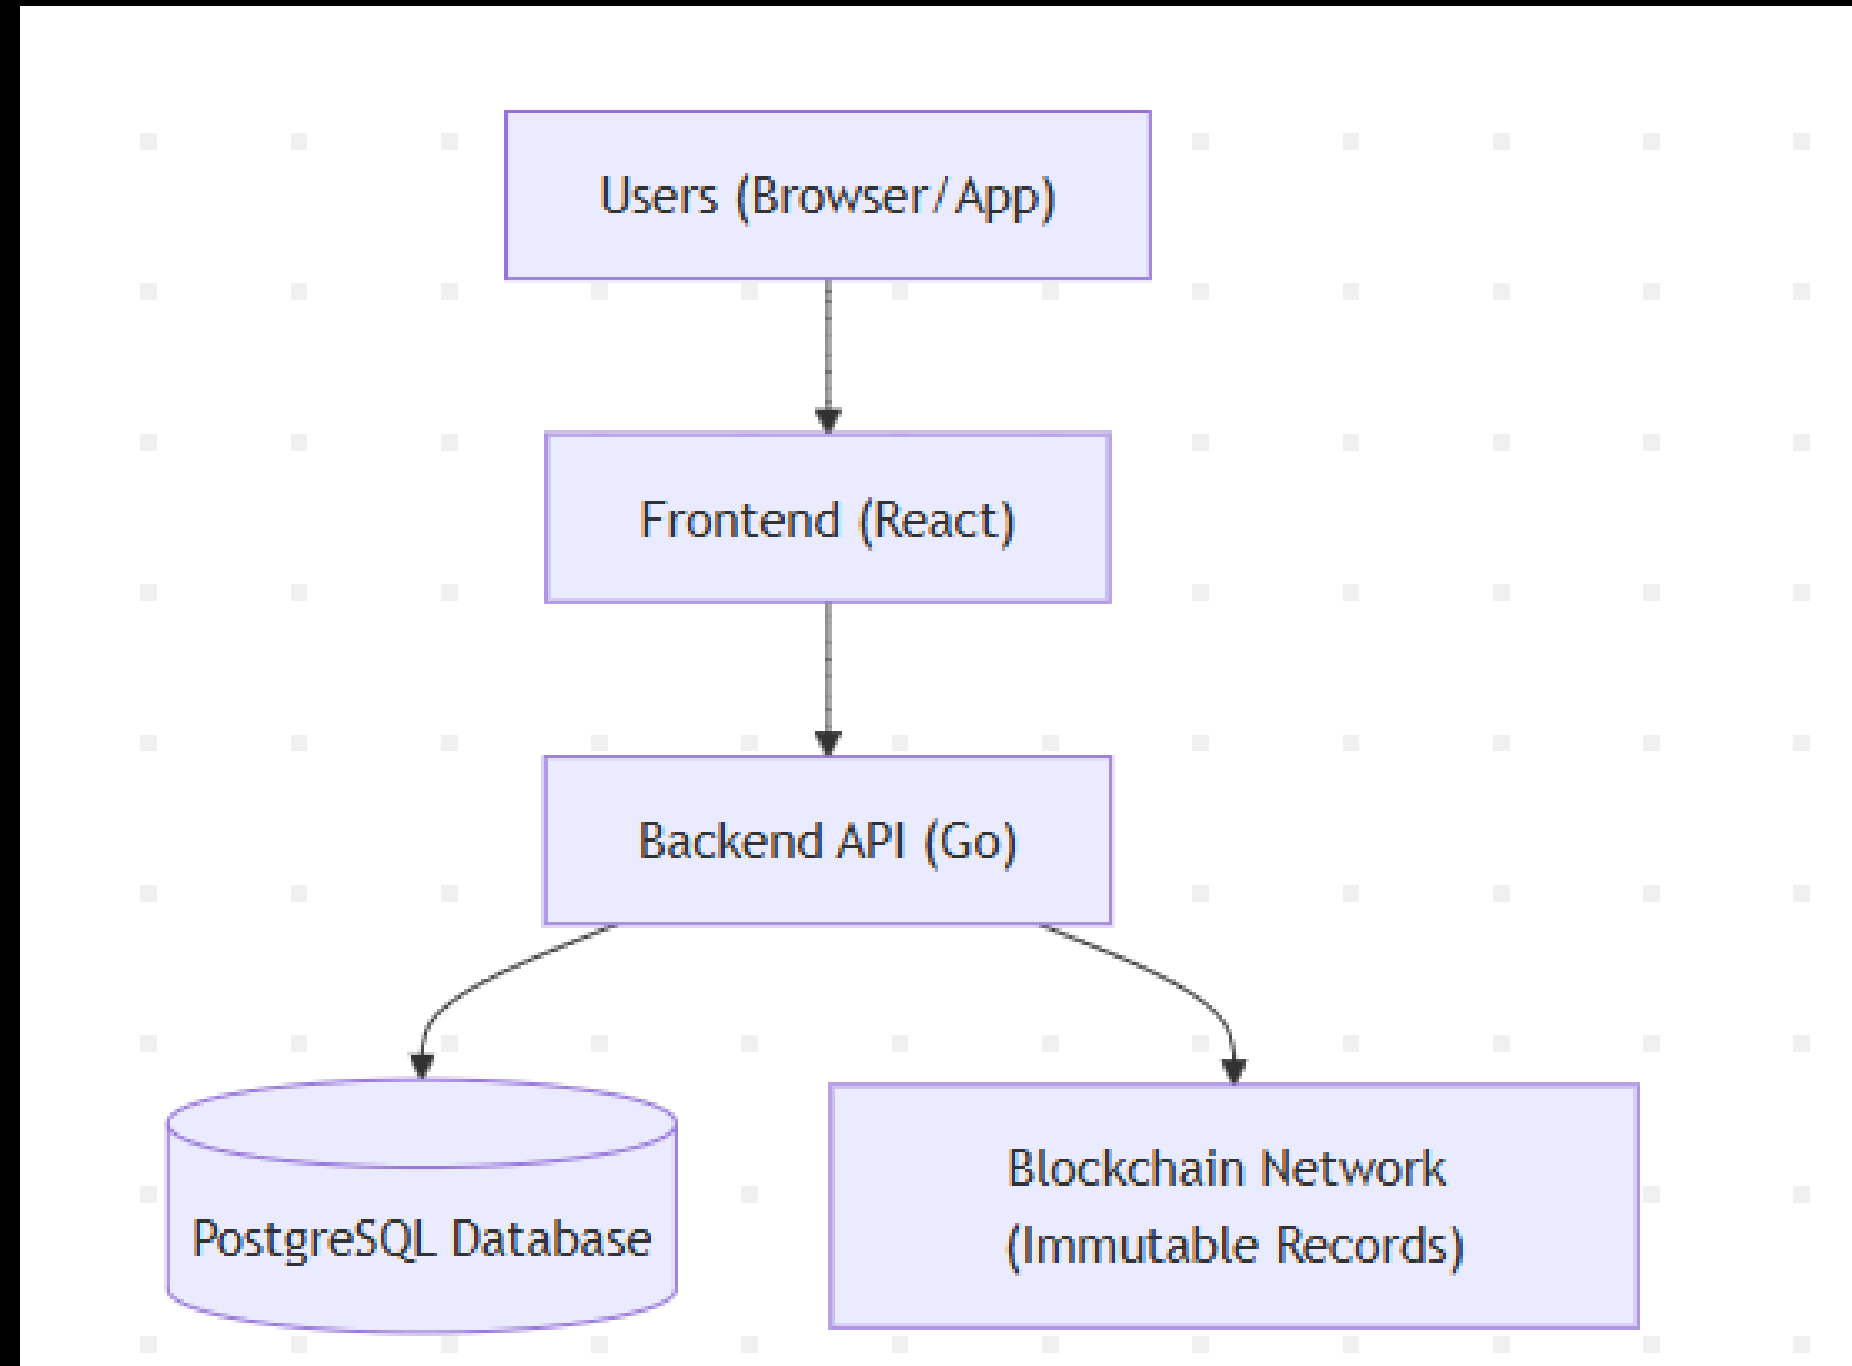 Users (Browser/App)
Frontend (React)
Backend API (Go)
PostgreSQL Database
Blockchain Network
(Immutable Records)